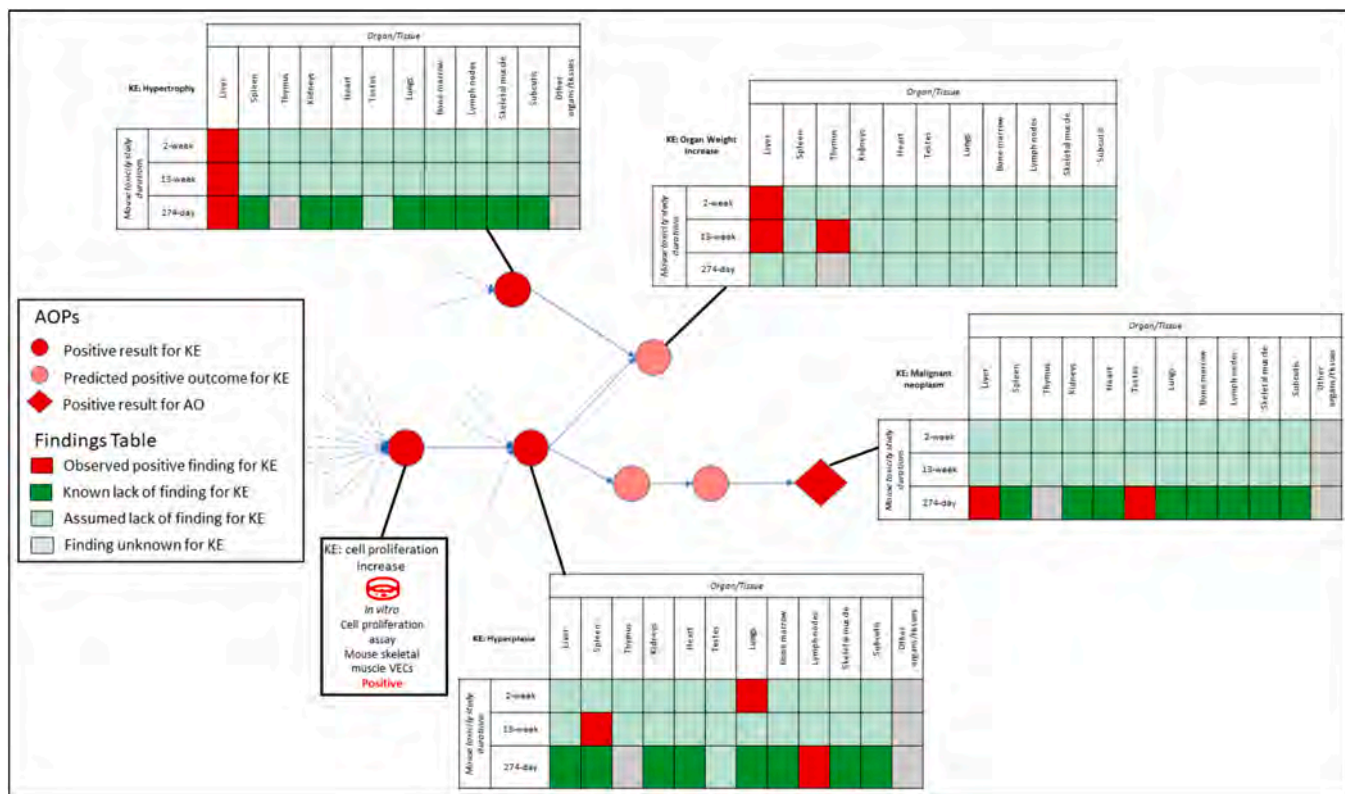 Organ/Tissue
KE: Hypertrophy
Liver
Spleen
Thymus
Kidneys
Heart
Testes
Lungs
Bone marrow
Lymph nodes
Skeletal muscle
Subcutis
Other organs/tissues
Mouse toxicity study durations
2-week
13-week
274-day
Organ/Tissue
KE: Organ Weight
Increase
Liver
Spleen
Thymus
Kidneys
Heart
Testes
Lungs
Bone marrow
Lymph nodes
Skeletal muscle
Subcutis
Mouse toxicity study durations
2-week
13-week
274-day
AOPs
Positive result for KE
Predicted positive outcome for KE
Positive result for AO
Findings Table
Observed positive finding for KE
Known lack of finding for KE
Assumed lack of finding for KE
Finding unknown for KE
Organ/Tissue
KE: Malignant
neoplasm
Liver
Spleen
Thymus
Kidneys
Heart
Testes
Lungs
Bone marrow
Lymph nodes
Skeletal muscle
Subcutis
Other organs/tissues
Mouse toxicity study durations
2-week
13-week
274-day
KE: cell proliferation
increase
In vitro
Cell proliferation
assay
Mouse skeletal
muscle VECs
Positive
Organ/Tissue
KE: Hyperplasia
Liver
Spleen
Thymus
Kidneys
Heart
Testes
Lungs
Bone marrow
Lymph nodes
Skeletal muscle
Subcutis
Other organs/tissues
Mouse toxicity study durations
2-week
13-week
274-day